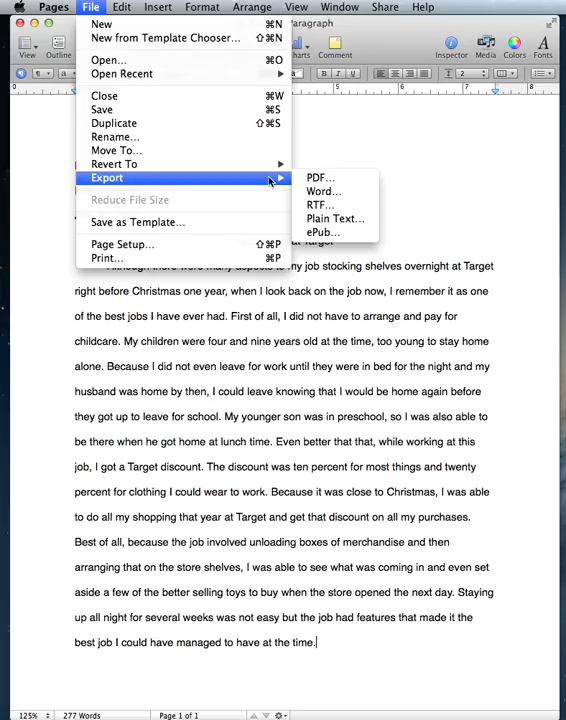 Pages File Edit Insert Format Arrange View Window Share Help
Paragraph
New ⌘N
New from Template Chooser... ⇧⌘N
Open... ⌘O
Open Recent
Close ⌘W
Save ⌘S
Duplicate ⇧⌘S
Rename...
Move To...
Revert To
Export
Reduce File Size
Save as Template...
Page Setup... ⇧⌘P
Print... ⌘P
PDF...
Word...
RTF...
Plain Text...
ePub...
View Outline Charts Comment Inspector Media Colors Fonts
a B I U 2
0 5 6 7 8
at Target
Although there were many aspects to my job stocking shelves overnight at Target
right before Christmas one year, when I look back on the job now, I remember it as one
of the best jobs I have ever had. First of all, I did not have to arrange and pay for
childcare. My children were four and nine years old at the time, too young to stay home
alone. Because I did not even leave for work until they were in bed for the night and my
husband was home by then, I could leave knowing that I would be home again before
they got up to leave for school. My younger son was in preschool, so I was also able to
be there when he got home at lunch time. Even better that that, while working at this
job, I got a Target discount. The discount was ten percent for most things and twenty
percent for clothing I could wear to work. Because it was close to Christmas, I was able
to do all my shopping that year at Target and get that discount on all my purchases.
Best of all, because the job involved unloading boxes of merchandise and then
arranging that on the store shelves, I was able to see what was coming in and even set
aside a few of the better selling toys to buy when the store opened the next day. Staying
up all night for several weeks was not easy but the job had features that made it the
best job I could have managed to have at the time.
125% 277 Words Page 1 of 1